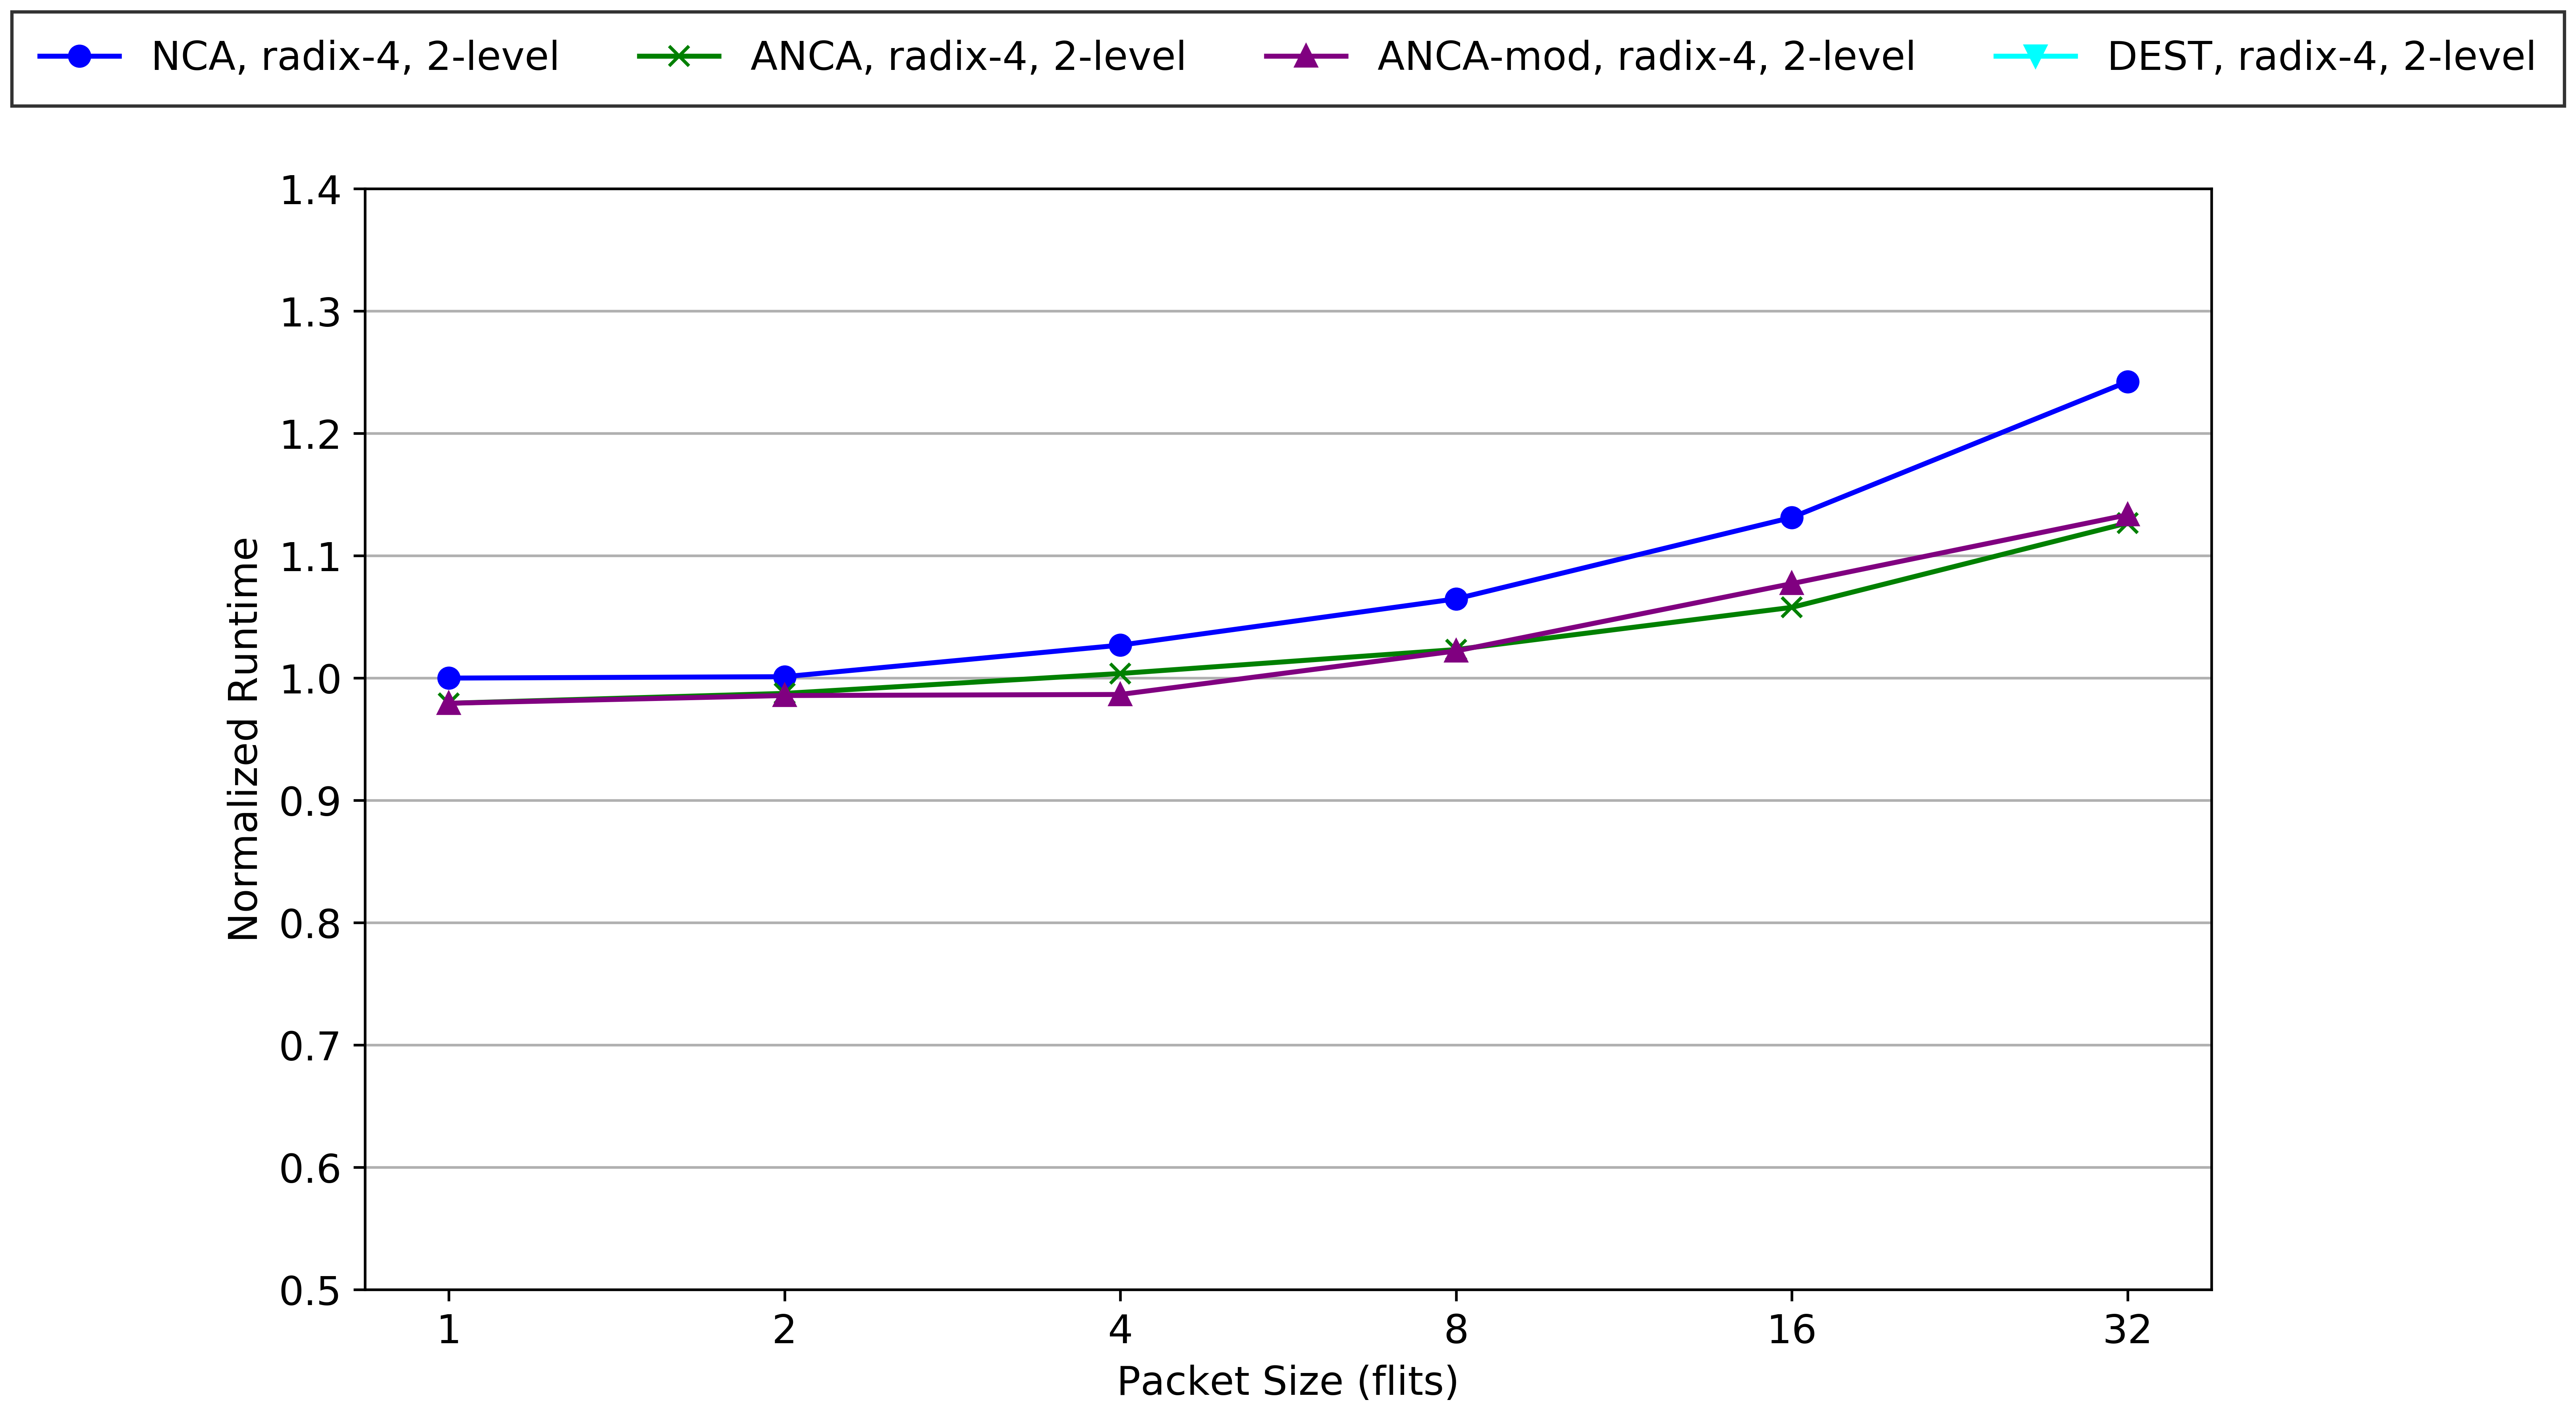 NCA, radix-4, 2-level ANCA, radix-4, 2-level ANCA-mod, radix-4, 2-level DEST, radix-4, 2-level
1.4
1.3
1.2
1.1
1.0
0.9
0.8
0.7
0.6
0.5
Normalized Runtime
1 2 4 8 16 32
Packet Size (flits)